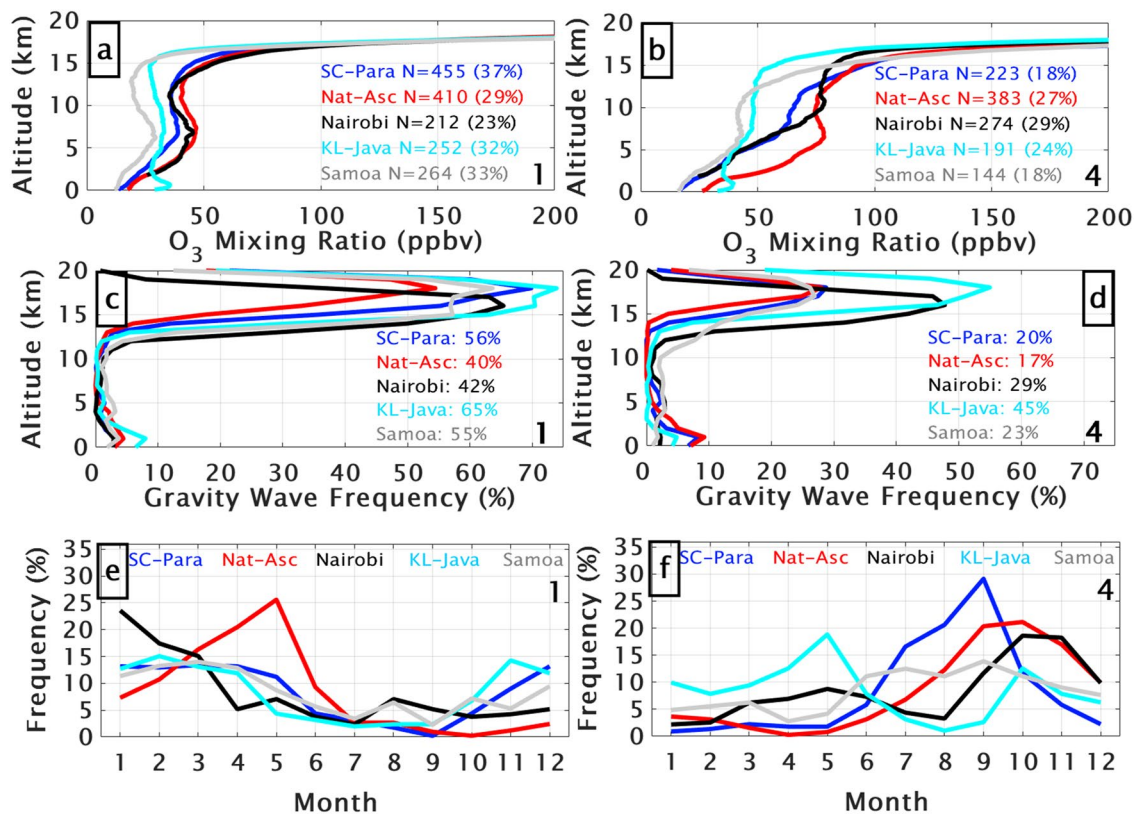 a
Altitude (km)
20
15
10
5
0
SC-Para N=455 (37%)
Nat-Asc N=410 (29%)
Nairobi N=212 (23%)
KL-Java N=252 (32%)
Samoa N=264 (33%)
1
0 50 100 150 200
O3 Mixing Ratio (ppbv)
b
Altitude (km)
20
15
10
5
0
SC-Para N=223 (18%)
Nat-Asc N=383 (27%)
Nairobi N=274 (29%)
KL-Java N=191 (24%)
Samoa N=144 (18%)
4
0 50 100 150 200
O3 Mixing Ratio (ppbv)
c
Altitude (km)
20
15
10
5
0
SC-Para: 56%
Nat-Asc: 40%
Nairobi: 42%
KL-Java: 65%
Samoa: 55%
1
0 10 20 30 40 50 60 70
Gravity Wave Frequency (%)
d
Altitude (km)
20
15
10
5
0
SC-Para: 20%
Nat-Asc: 17%
Nairobi: 29%
KL-Java: 45%
Samoa: 23%
4
0 10 20 30 40 50 60 70
Gravity Wave Frequency (%)
e
Frequency (%)
35
30
25
20
15
10
5
0
SC-Para Nat-Asc Nairobi KL-Java Samoa
1
1 2 3 4 5 6 7 8 9 10 11 12
Month
f
Frequency (%)
35
30
25
20
15
10
5
0
SC-Para Nat-Asc Nairobi KL-Java Samoa
4
1 2 3 4 5 6 7 8 9 10 11 12
Month